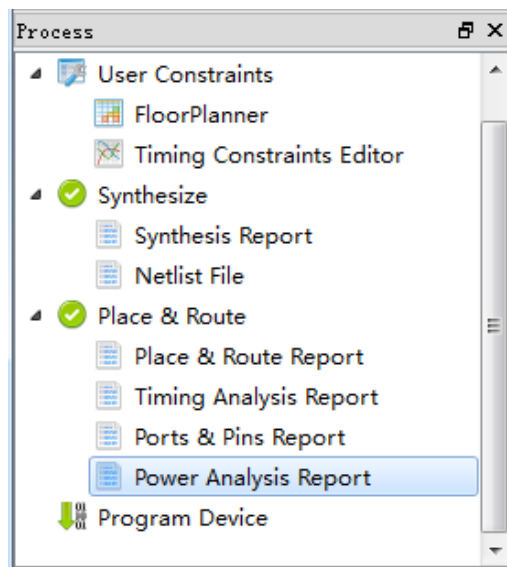 Process
User Constraints
FloorPlanner
Timing Constraints Editor
Synthesize
Synthesis Report
Netlist File
Place & Route
Place & Route Report
Timing Analysis Report
Ports & Pins Report
Power Analysis Report
Program Device